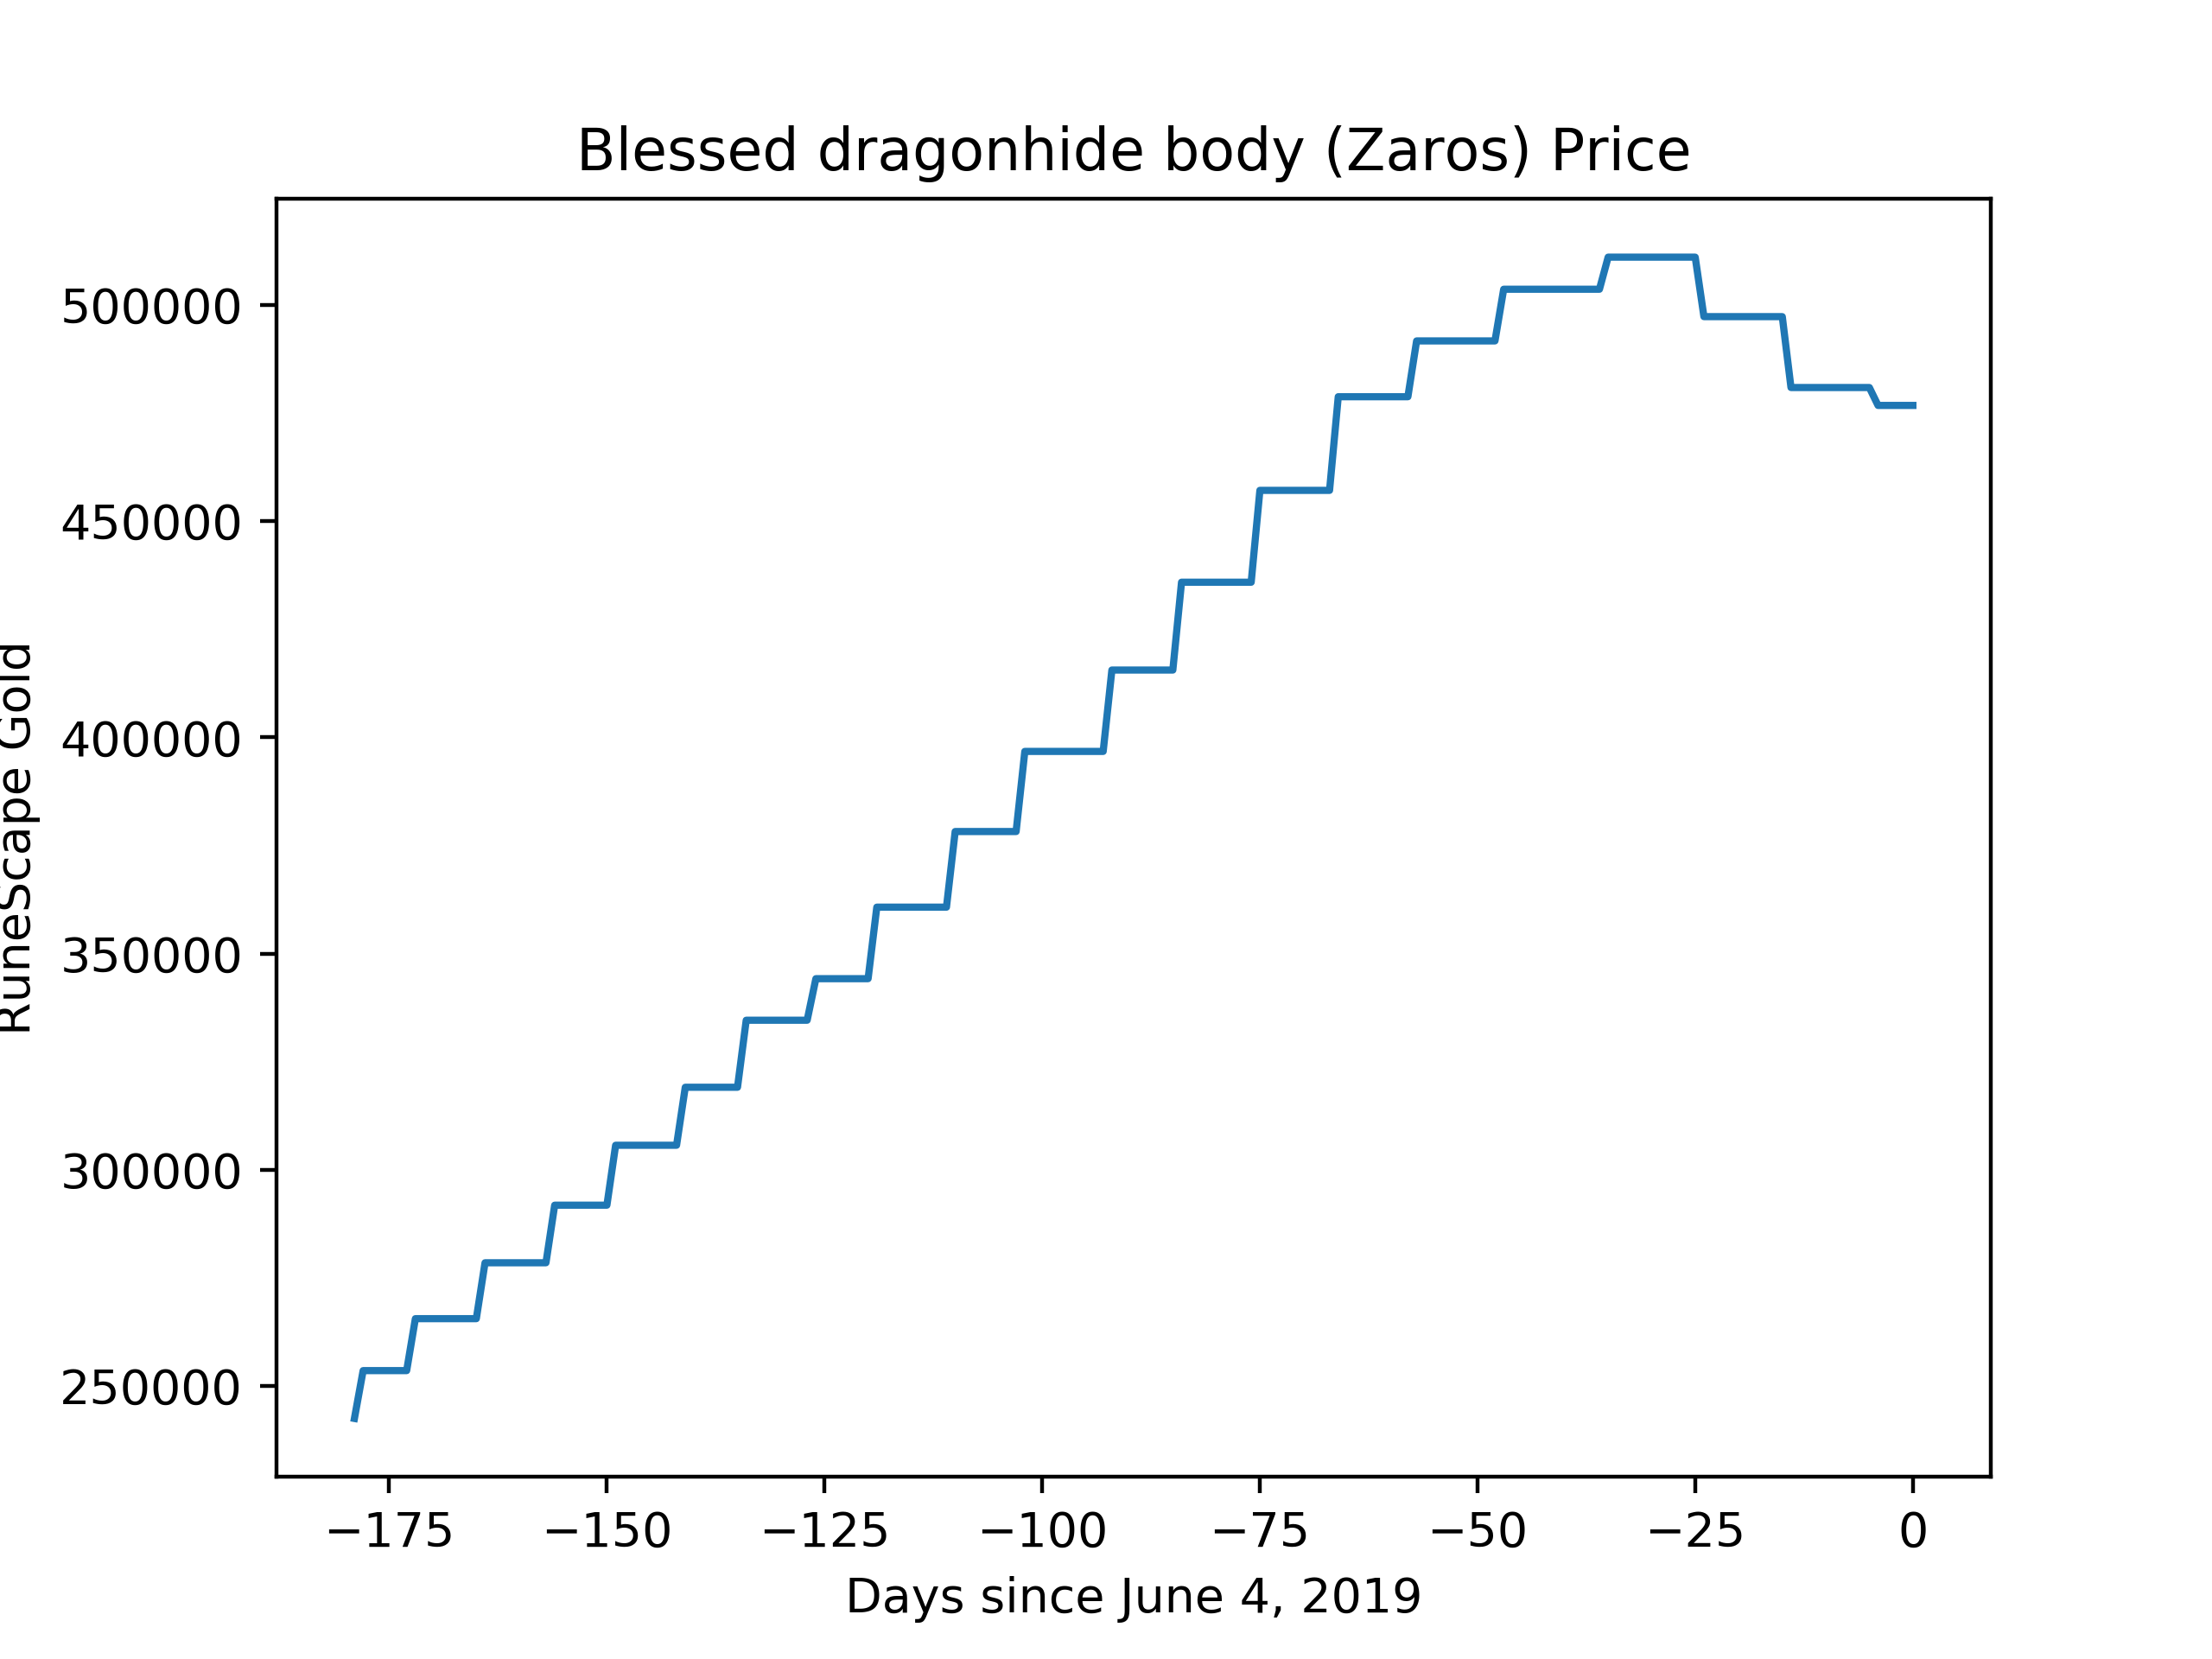 Blessed dragonhide body (Zaros) Price
500000
450000
400000
350000
300000
250000
RuneScape Gold
−175 −150 −125 −100 −75 −50 −25 0
Days since June 4, 2019